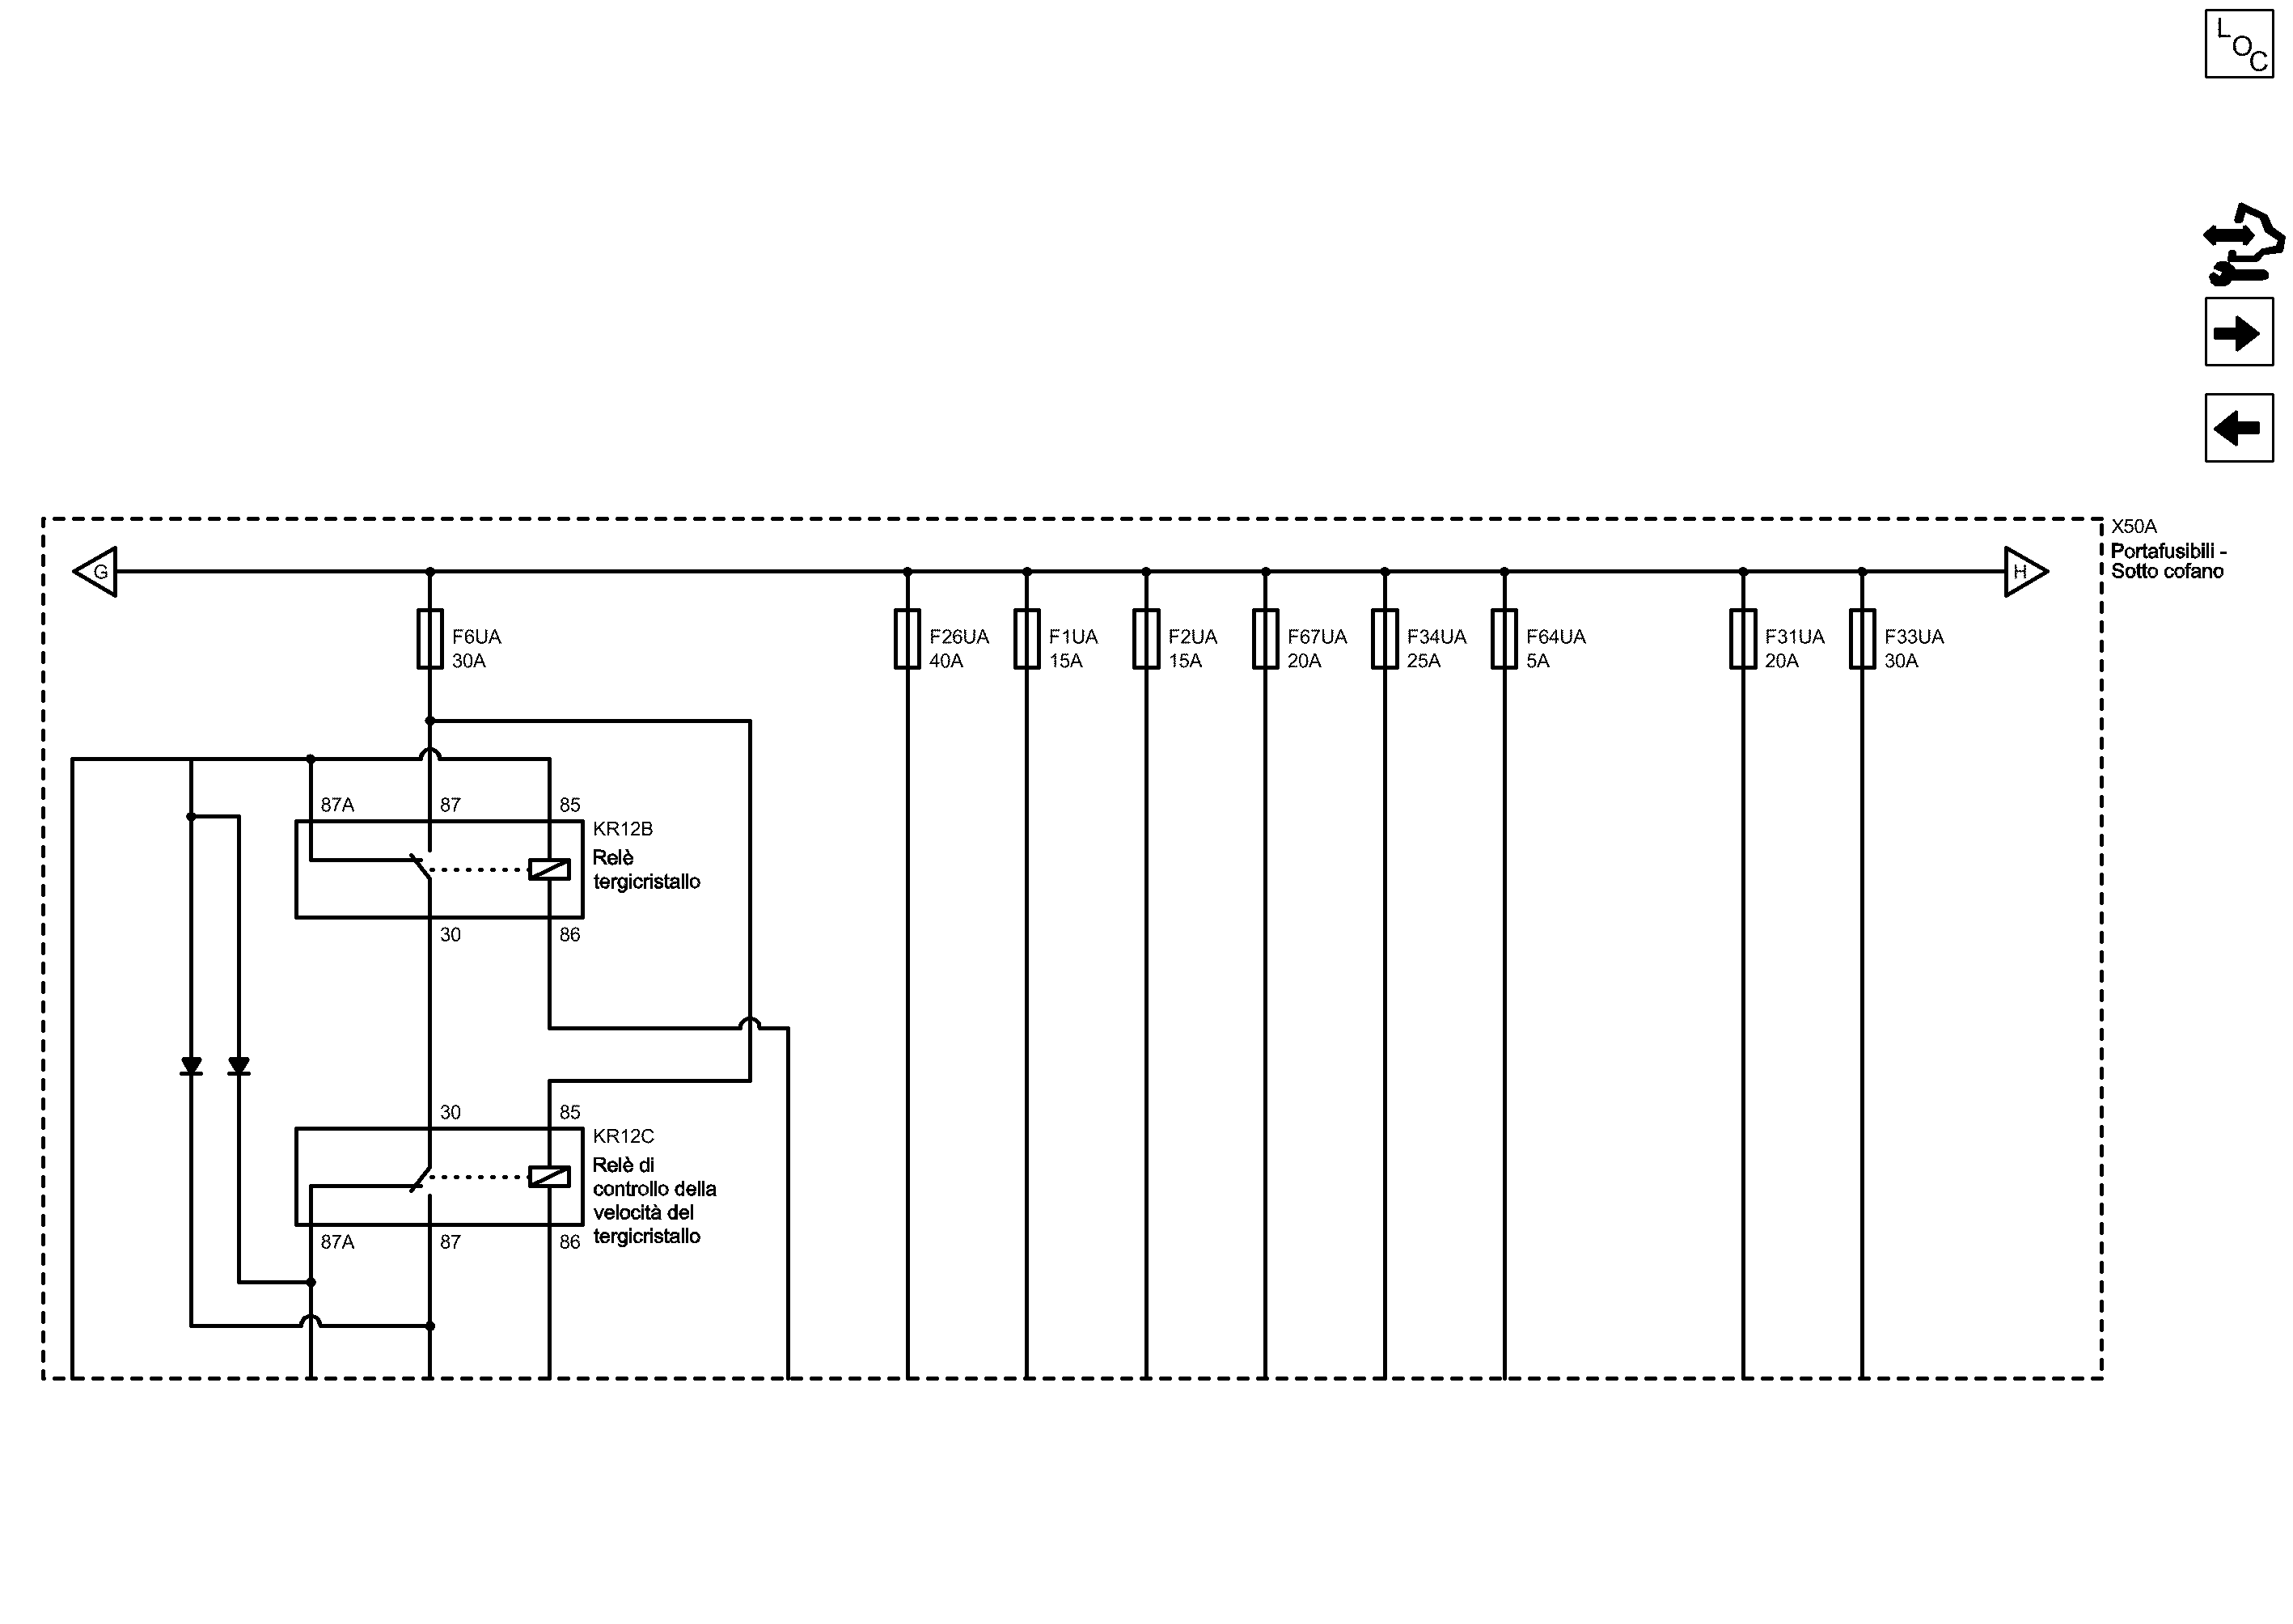 LOC
X50A
Portafusibili -
Sotto cofano
G
H
F6UA
30A
F26UA
40A
F1UA
15A
F2UA
15A
F67UA
20A
F34UA
25A
F64UA
5A
F31UA
20A
F33UA
30A
87A
87
85
KR12B
Relè
tergicristallo
30
86
30
85
KR12C
Relè di
controllo della
velocità del
tergicristallo
87A
87
86